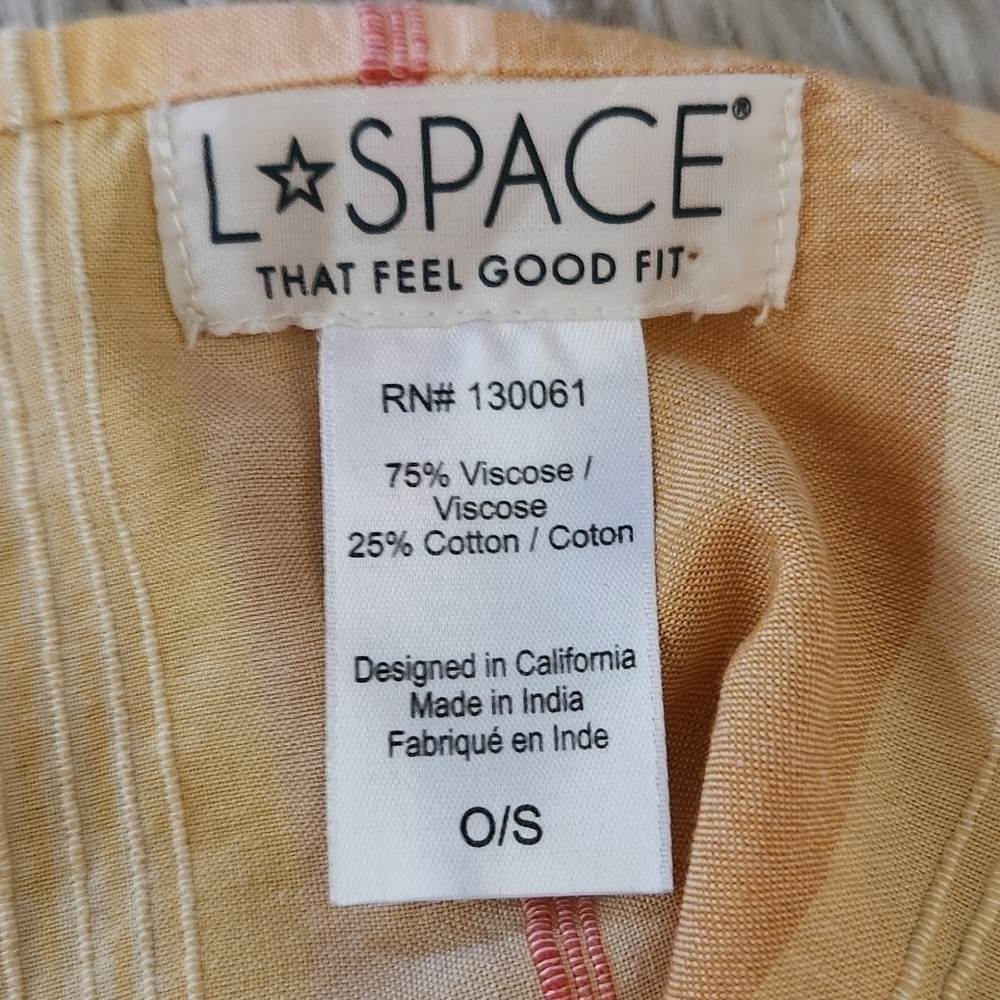 L☆SPACE®
THAT FEEL GOOD FIT
RN# 130061
75% Viscose /
Viscose
25% Cotton / Coton
Designed in California
Made in India
Fabriqué en Inde
O/S